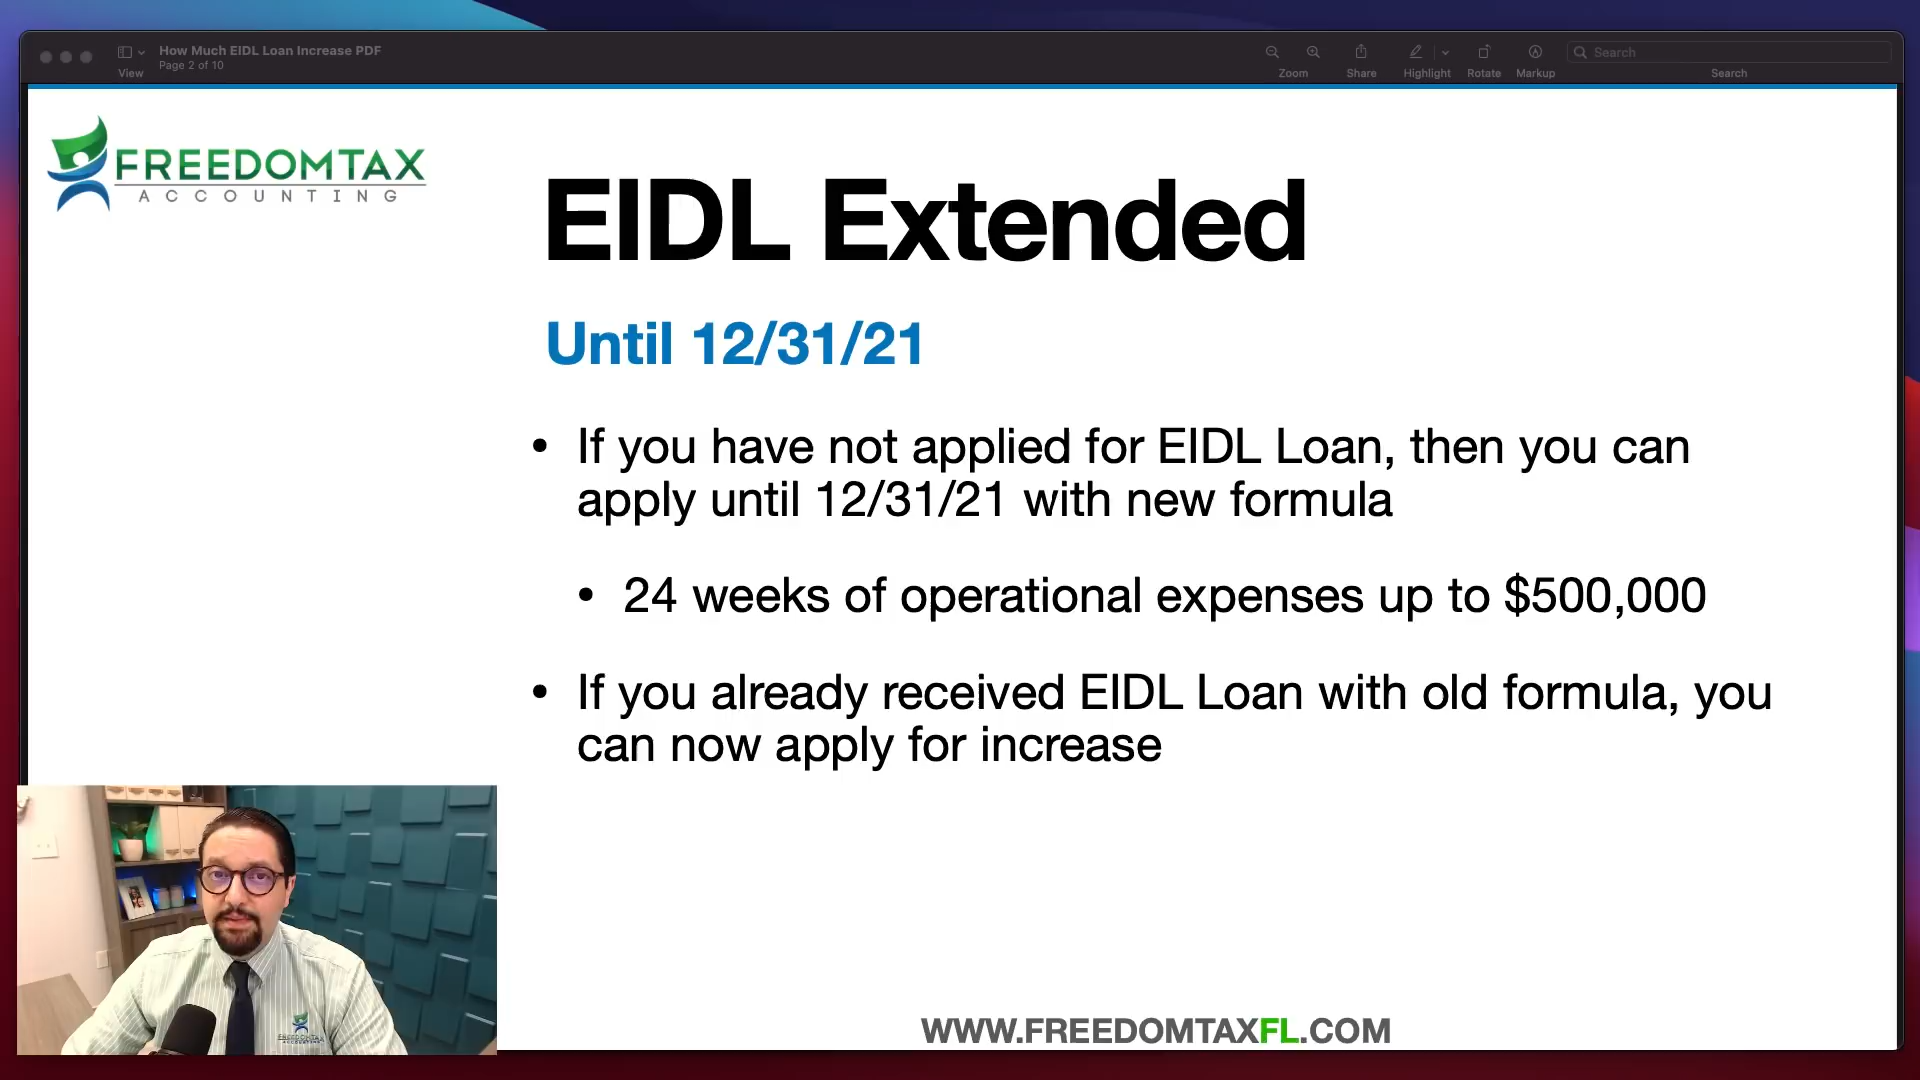 How Much EIDL Loan Increase PDF
Page 2 of 10
View
Zoom
Share
Highlight
Rotate
Markup
Search
Search
FREEDOMTAX
ACCOUNTING
EIDL Extended
Until 12/31/21
• If you have not applied for EIDL Loan, then you can
apply until 12/31/21 with new formula
• 24 weeks of operational expenses up to $500,000
• If you already received EIDL Loan with old formula, you
can now apply for increase
FREEDOMTAX
ACCOUNTING
WWW.FREEDOMTAXFL.COM